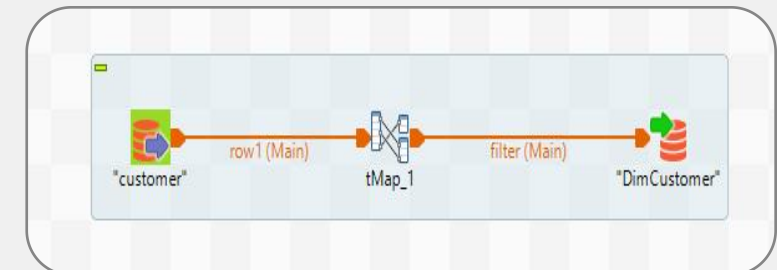 row1 (Main)
filter (Main)
"customer"
tMap_1
"DimCustomer"